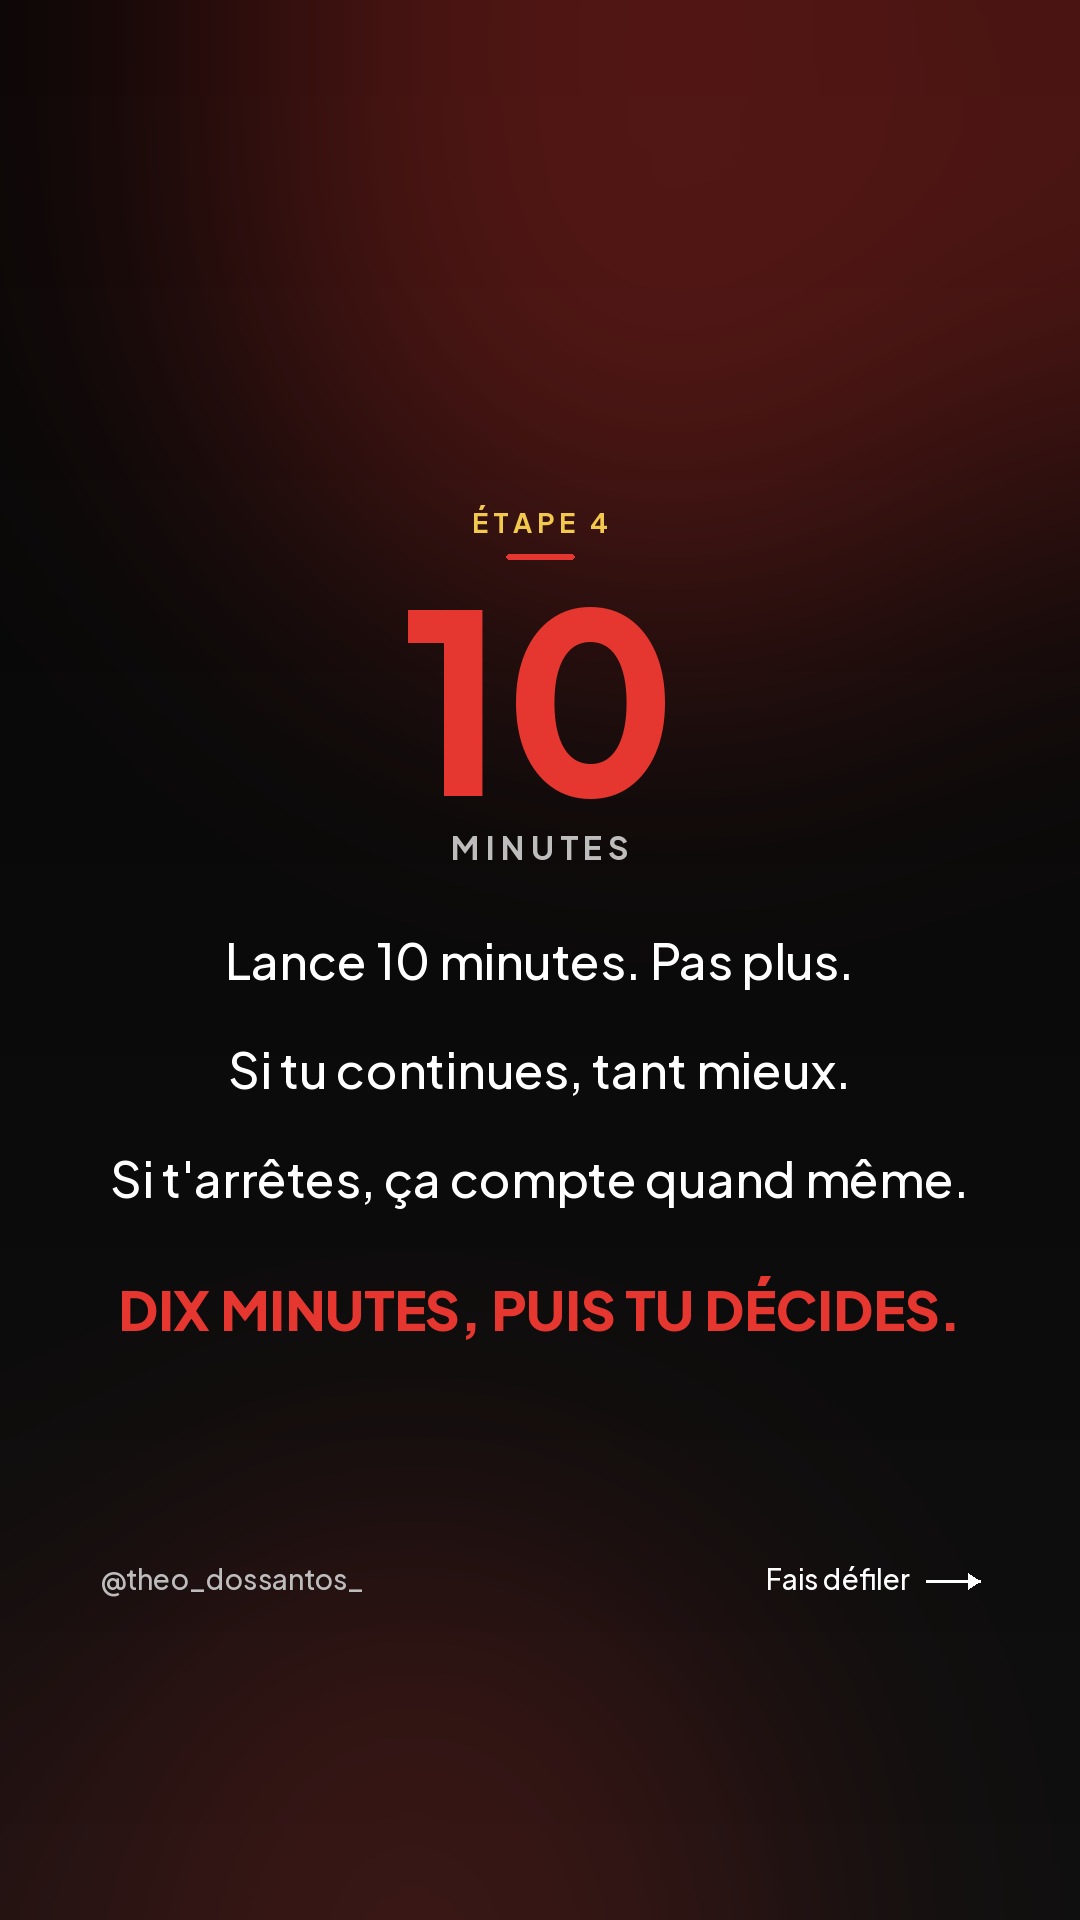 ÉTAPE 4
10
MINUTES
Lance 10 minutes. Pas plus.
Si tu continues, tant mieux.
Si t'arrêtes, ça compte quand même.
DIX MINUTES, PUIS TU DÉCIDES.
@theo_dossantos_
Fais défiler